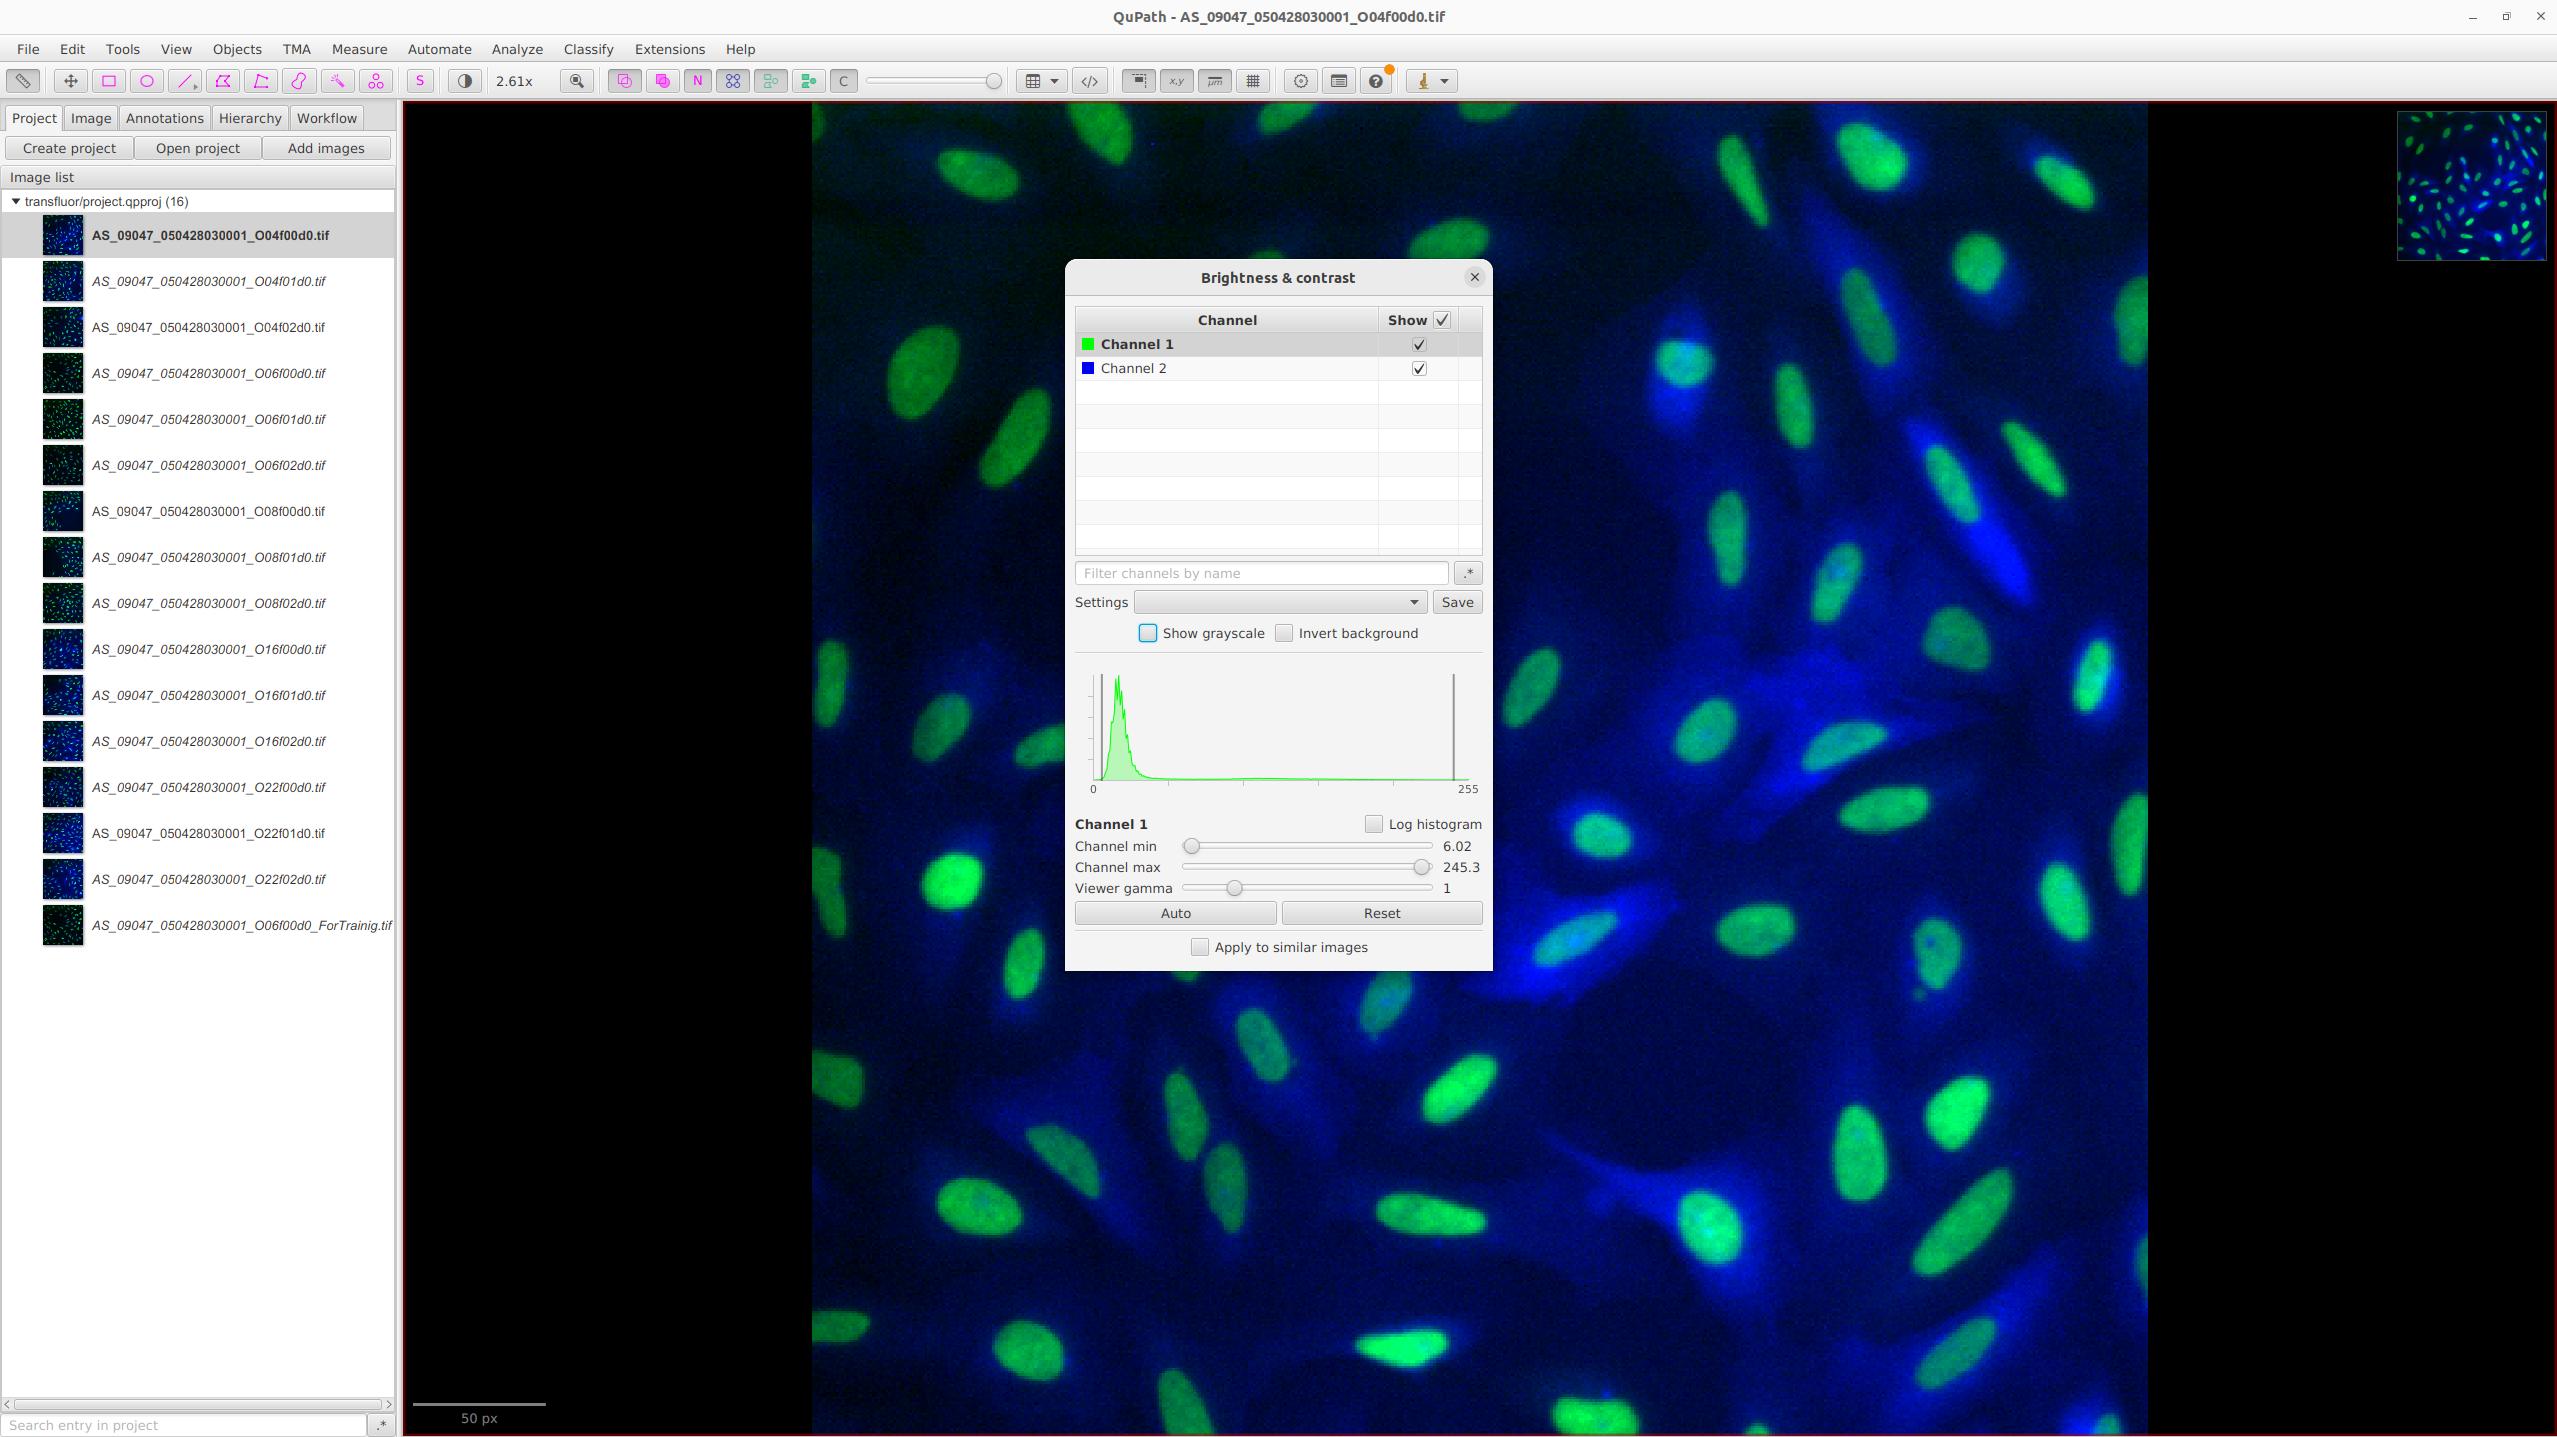 QuPath - AS_09047_050428030001_O04f00d0.tif
File Edit Tools View Objects TMA Measure Automate Analyze Classify Extensions Help
S 2.61x N C </> x,y µm ?
Project Image Annotations Hierarchy Workflow
Create project Open project Add images
Image list
transfluor/project.qpproj (16)
AS_09047_050428030001_O04f00d0.tif
AS_09047_050428030001_O04f01d0.tif
AS_09047_050428030001_O04f02d0.tif
AS_09047_050428030001_O06f00d0.tif
AS_09047_050428030001_O06f01d0.tif
AS_09047_050428030001_O06f02d0.tif
AS_09047_050428030001_O08f00d0.tif
AS_09047_050428030001_O08f01d0.tif
AS_09047_050428030001_O08f02d0.tif
AS_09047_050428030001_O16f00d0.tif
AS_09047_050428030001_O16f01d0.tif
AS_09047_050428030001_O16f02d0.tif
AS_09047_050428030001_O22f00d0.tif
AS_09047_050428030001_O22f01d0.tif
AS_09047_050428030001_O22f02d0.tif
AS_09047_050428030001_O06f00d0_ForTrainig.tif
Search entry in project .*
Brightness & contrast
Channel Show
Channel 1
Channel 2
Filter channels by name .*
Settings Save
Show grayscale Invert background
0 255
Channel 1 Log histogram
Channel min 6.02
Channel max 245.3
Viewer gamma 1
Auto Reset
Apply to similar images
50 px